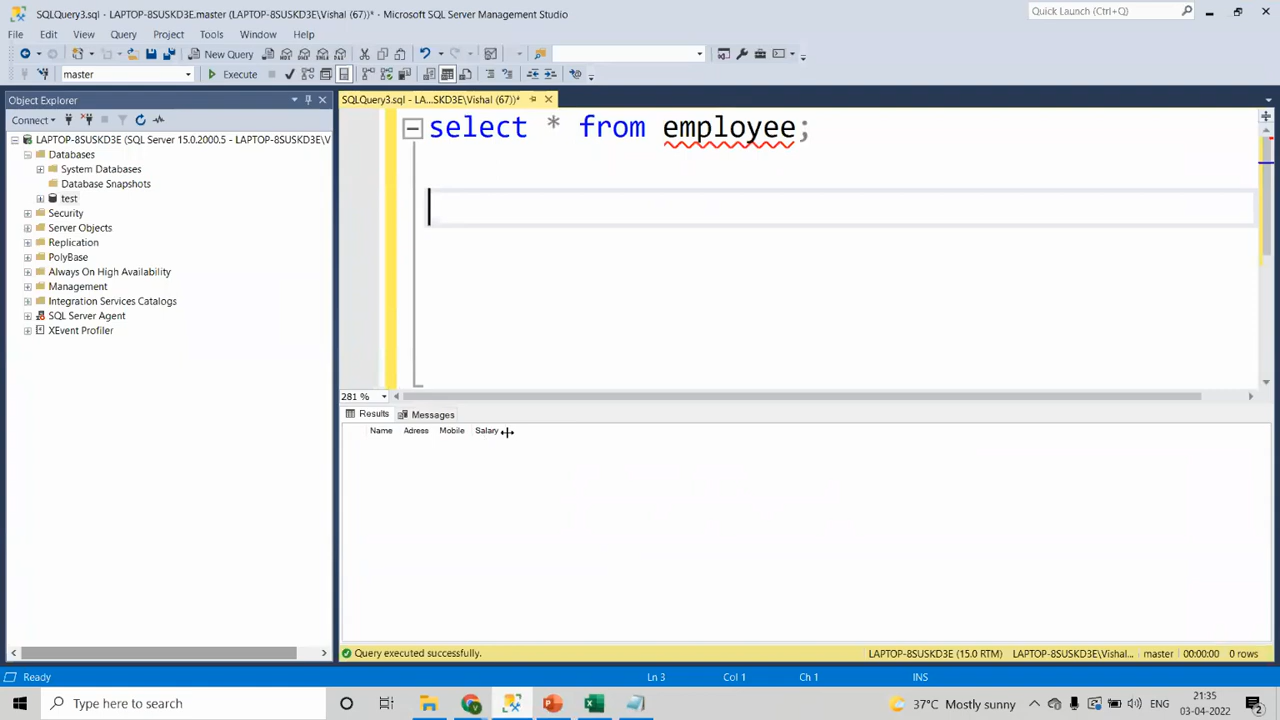 SQLQuery3.sql - LAPTOP-8SUSKD3E.master (LAPTOP-8SUSKD3E\Vishal (67))* - Microsoft SQL Server Management Studio
Quick Launch (Ctrl+Q)
File Edit View Query Project Tools Window Help
New Query
master Execute
Object Explorer
SQLQuery3.sql - LA...SKD3E\Vishal (67))*
Connect
LAPTOP-8SUSKD3E (SQL Server 15.0.2000.5 - LAPTOP-8SUSKD3E\V
Databases
System Databases
Database Snapshots
test
Security
Server Objects
Replication
PolyBase
Always On High Availability
Management
Integration Services Catalogs
SQL Server Agent
XEvent Profiler
select * from employee;
281 %
Results Messages
Name Adress Mobile Salary
Query executed successfully. LAPTOP-8SUSKD3E (15.0 RTM) LAPTOP-8SUSKD3E\Vishal... master 00:00:00 0 rows
Ready Ln 3 Col 1 Ch 1 INS
Type here to search
37°C Mostly sunny
ENG
21:35
03-04-2022
2